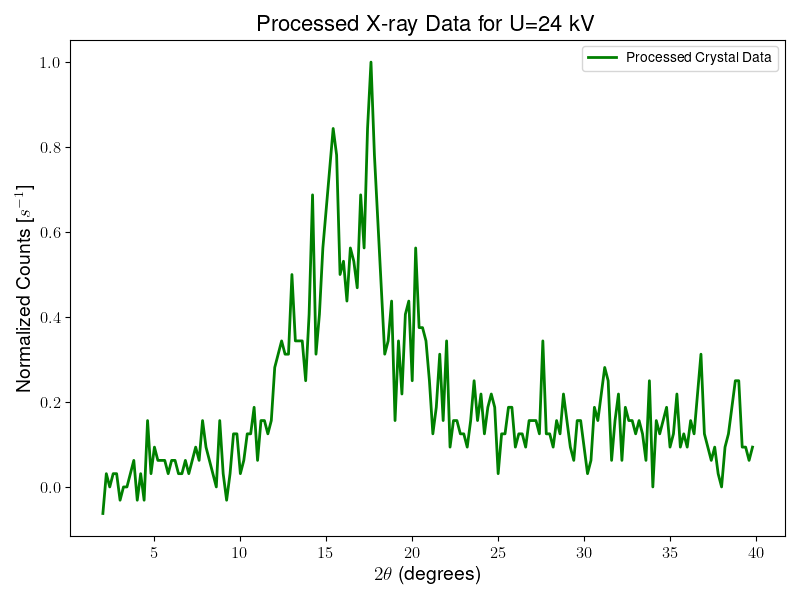 Processed X-ray Data for U=24 kV
Processed Crystal Data
1.0
0.8
0.6
0.4
0.2
0.0
Normalized Counts [s⁻¹]
5 10 15 20 25 30 35 40
2θ (degrees)